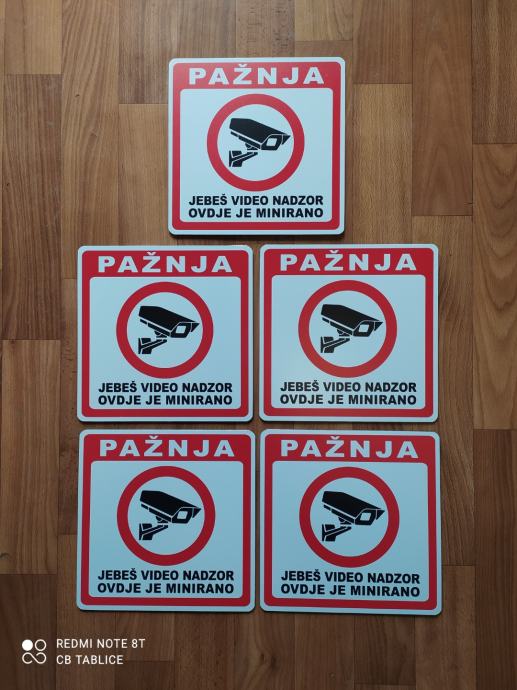 PAŽNJA
JEBEŠ VIDEO NADZOR
OVDJE JE MINIRANO
PAŽNJA
JEBEŠ VIDEO NADZOR
OVDJE JE MINIRANO
PAŽNJA
JEBEŠ VIDEO NADZOR
OVDJE JE MINIRANO
PAŽNJA
JEBEŠ VIDEO NADZOR
OVDJE JE MINIRANO
PAŽNJA
JEBEŠ VIDEO NADZOR
OVDJE JE MINIRANO
REDMI NOTE 8T
CB TABLICE